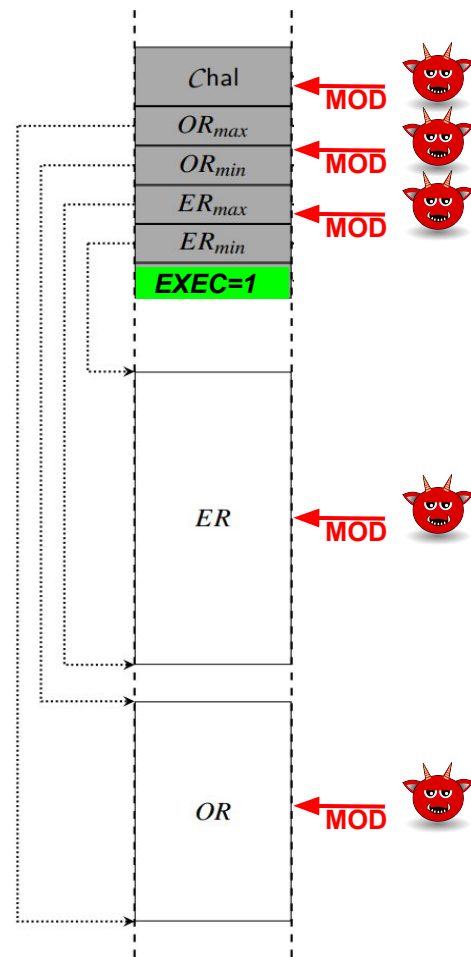 Chal
MOD
OR_max
MOD
OR_min
ER_max
MOD
ER_min
EXEC=1
ER
MOD
OR
MOD